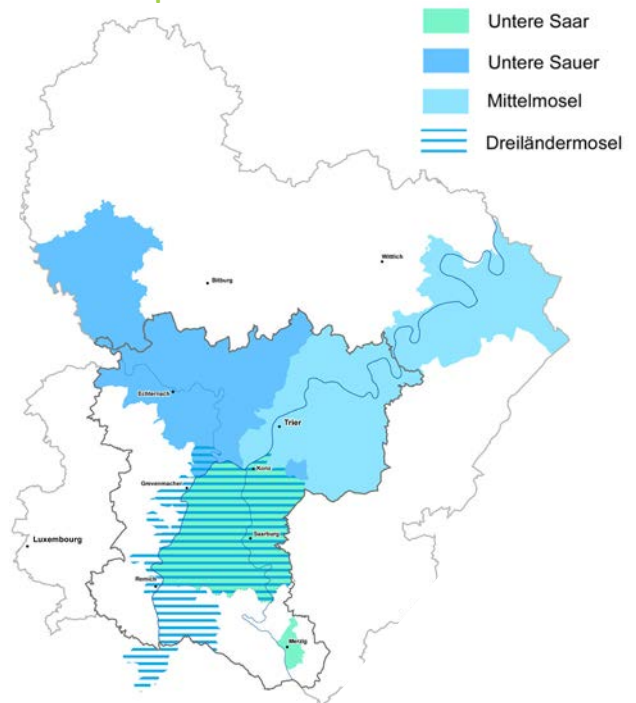 Untere Saar
Untere Sauer
Mittelmosel
Dreiländermosel
Wittlich
Bitburg
Echternach
Trier
Konz
Grevenmacher
Saarburg
Luxembourg
Remich
Merzig